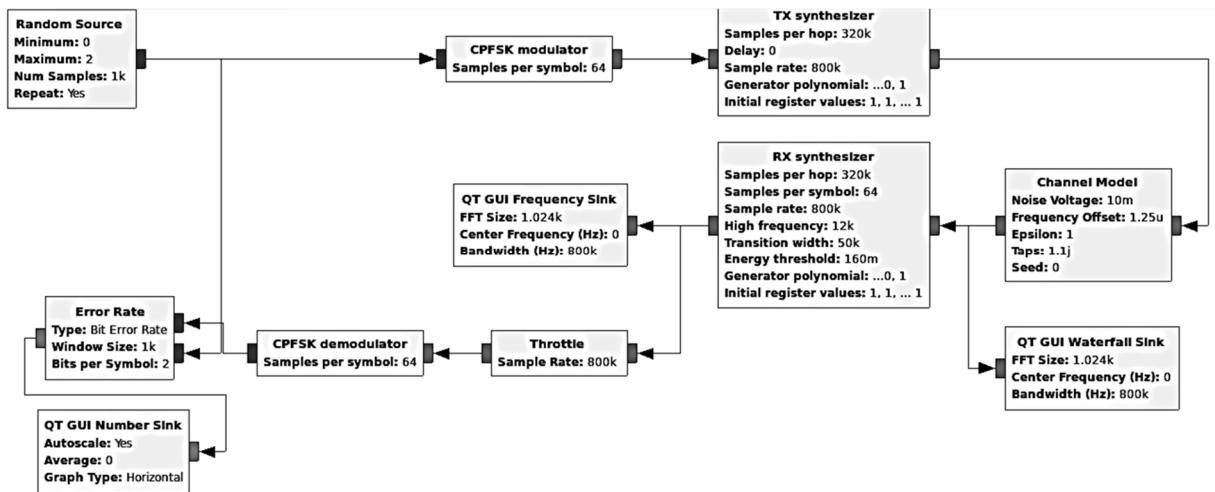 Random Source
Minimum: 0
Maximum: 2
Num Samples: 1k
Repeat: Yes
CPFSK modulator
Samples per symbol: 64
TX synthesizer
Samples per hop: 320k
Delay: 0
Sample rate: 800k
Generator polynomial: ...0, 1
Initial register values: 1, 1, ... 1
RX synthesizer
Samples per hop: 320k
Samples per symbol: 64
Sample rate: 800k
High frequency: 12k
Transition width: 50k
Energy threshold: 160m
Generator polynomial: ...0, 1
Initial register values: 1, 1, ... 1
Channel Model
Noise Voltage: 10m
Frequency Offset: 1.25u
Epsilon: 1
Taps: 1.1j
Seed: 0
QT GUI Frequency Sink
FFT Size: 1.024k
Center Frequency (Hz): 0
Bandwidth (Hz): 800k
Error Rate
Type: Bit Error Rate
Window Size: 1k
Bits per Symbol: 2
CPFSK demodulator
Samples per symbol: 64
Throttle
Sample Rate: 800k
QT GUI Waterfall Sink
FFT Size: 1.024k
Center Frequency (Hz): 0
Bandwidth (Hz): 800k
QT GUI Number Sink
Autoscale: Yes
Average: 0
Graph Type: Horizontal